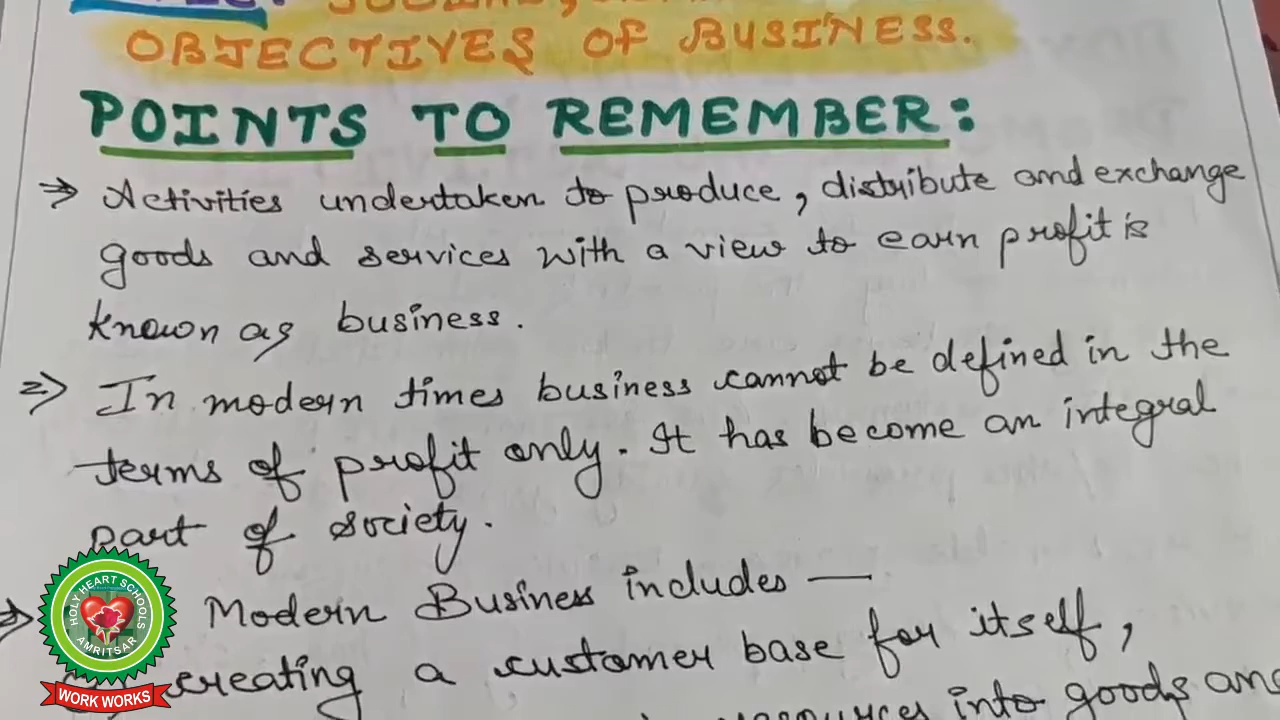 OBJECTIVES OF BUSINESS.
POINTS TO REMEMBER:
⇒ Activities undertaken to produce, distribute and exchange
goods and services with a view to earn profit is
known as business.
⇒ In modern times business cannot be defined in the
terms of profit only. It has become an integral
part of society.
⇒ Modern Business includes —
creating a customer base for itself,
resources into goods and
HOLY HEART SCHOOLS
AMRITSAR
WORK WORKS